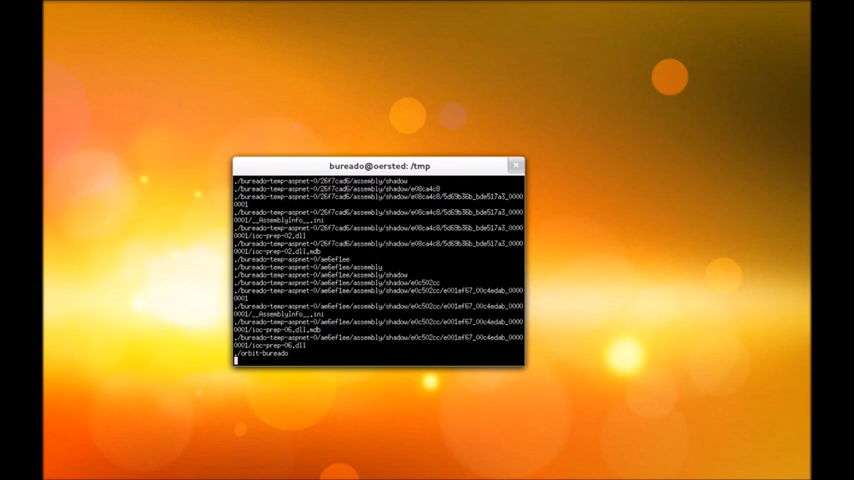 bureado@oersted: /tmp
./bureado-temp-aspnet-0/26f7cad6/assembly/shadow
./bureado-temp-aspnet-0/26f7cad6/assembly/shadow/e08ca4c8
./bureado-temp-aspnet-0/26f7cad6/assembly/shadow/e08ca4c8/5d69b36b_bde517a3_0000
0001
./bureado-temp-aspnet-0/26f7cad6/assembly/shadow/e08ca4c8/5d69b36b_bde517a3_0000
0001/__AssemblyInfo__.ini
./bureado-temp-aspnet-0/26f7cad6/assembly/shadow/e08ca4c8/5d69b36b_bde517a3_0000
0001/ioc-prep-02.dll
./bureado-temp-aspnet-0/26f7cad6/assembly/shadow/e08ca4c8/5d69b36b_bde517a3_0000
0001/ioc-prep-02.dll.mdb
./bureado-temp-aspnet-0/ae6ef1ee
./bureado-temp-aspnet-0/ae6ef1ee/assembly
./bureado-temp-aspnet-0/ae6ef1ee/assembly/shadow
./bureado-temp-aspnet-0/ae6ef1ee/assembly/shadow/e0c502cc
./bureado-temp-aspnet-0/ae6ef1ee/assembly/shadow/e0c502cc/e001ef67_00c4edab_0000
0001
./bureado-temp-aspnet-0/ae6ef1ee/assembly/shadow/e0c502cc/e001ef67_00c4edab_0000
0001/__AssemblyInfo__.ini
./bureado-temp-aspnet-0/ae6ef1ee/assembly/shadow/e0c502cc/e001ef67_00c4edab_0000
0001/ioc-prep-06.dll.mdb
./bureado-temp-aspnet-0/ae6ef1ee/assembly/shadow/e0c502cc/e001ef67_00c4edab_0000
0001/ioc-prep-06.dll
./orbit-bureado